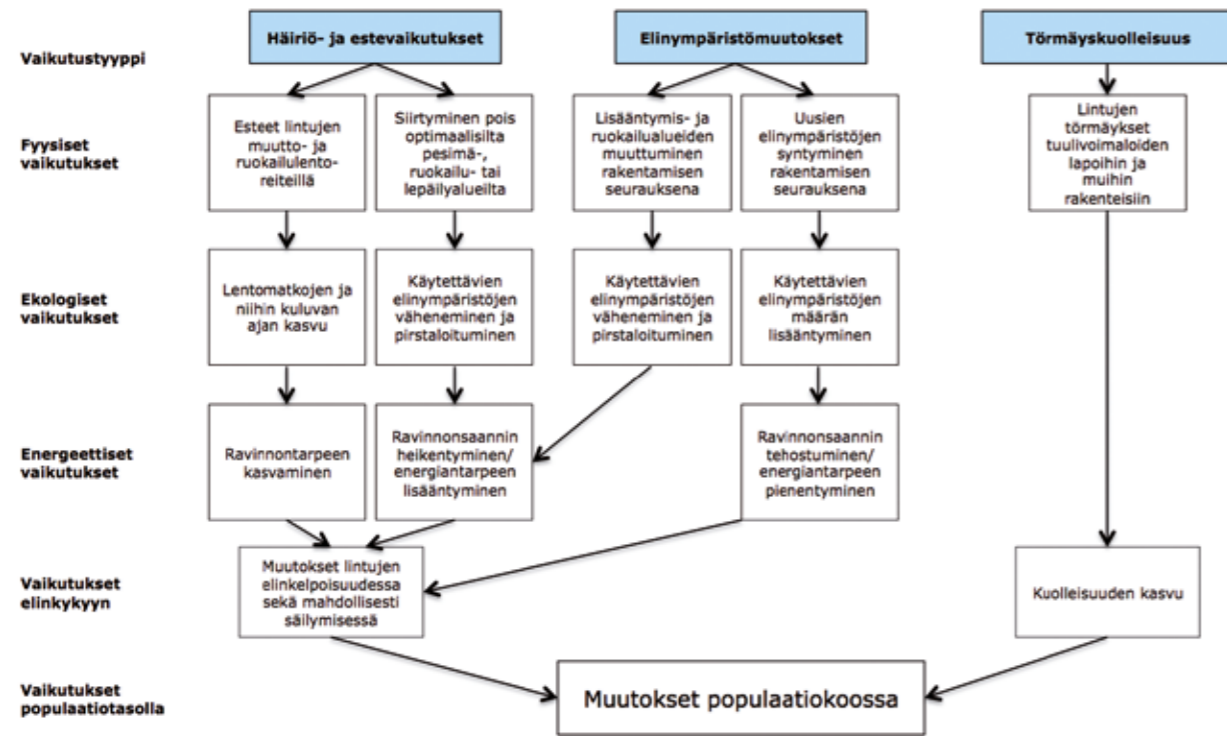 Vaikutustyyppi
Häiriö- ja estevaikutukset
Elinympäristömuutokset
Törmäyskuolleisuus
Fyysiset
vaikutukset
Esteet lintujen
muutto- ja
ruokailulento-
reiteillä
Siirtyminen pois
optimaalisilta
pesimä-,
ruokailu- tai
lepäilyalueilta
Lisääntymis- ja
ruokailualueiden
muuttuminen
rakentamisen
seurauksena
Uusien
elinympäristöjen
syntyminen
rakentamisen
seurauksena
Lintujen
törmäykset
tuulivoimaloiden
lapoihin ja
muihin
rakenteisiin
Ekologiset
vaikutukset
Lentomatkojen ja
niihin kuluvan
ajan kasvu
Käytettävien
elinympäristöjen
väheneminen ja
pirstaloituminen
Käytettävien
elinympäristöjen
väheneminen ja
pirstaloituminen
Käytettävien
elinympäristöjen
määrän
lisääntyminen
Energeettiset
vaikutukset
Ravinnontarpeen
kasvaminen
Ravinnonsaannin
heikentyminen/
energiantarpeen
lisääntyminen
Ravinnonsaannin
tehostuminen/
energiantarpeen
pienentyminen
Vaikutukset
elinkykyyn
Muutokset lintujen
elinkelpoisuudessa
sekä mahdollisesti
säilymisessä
Kuolleisuuden kasvu
Vaikutukset
populaatiotasolla
Muutokset populaatiokoossa